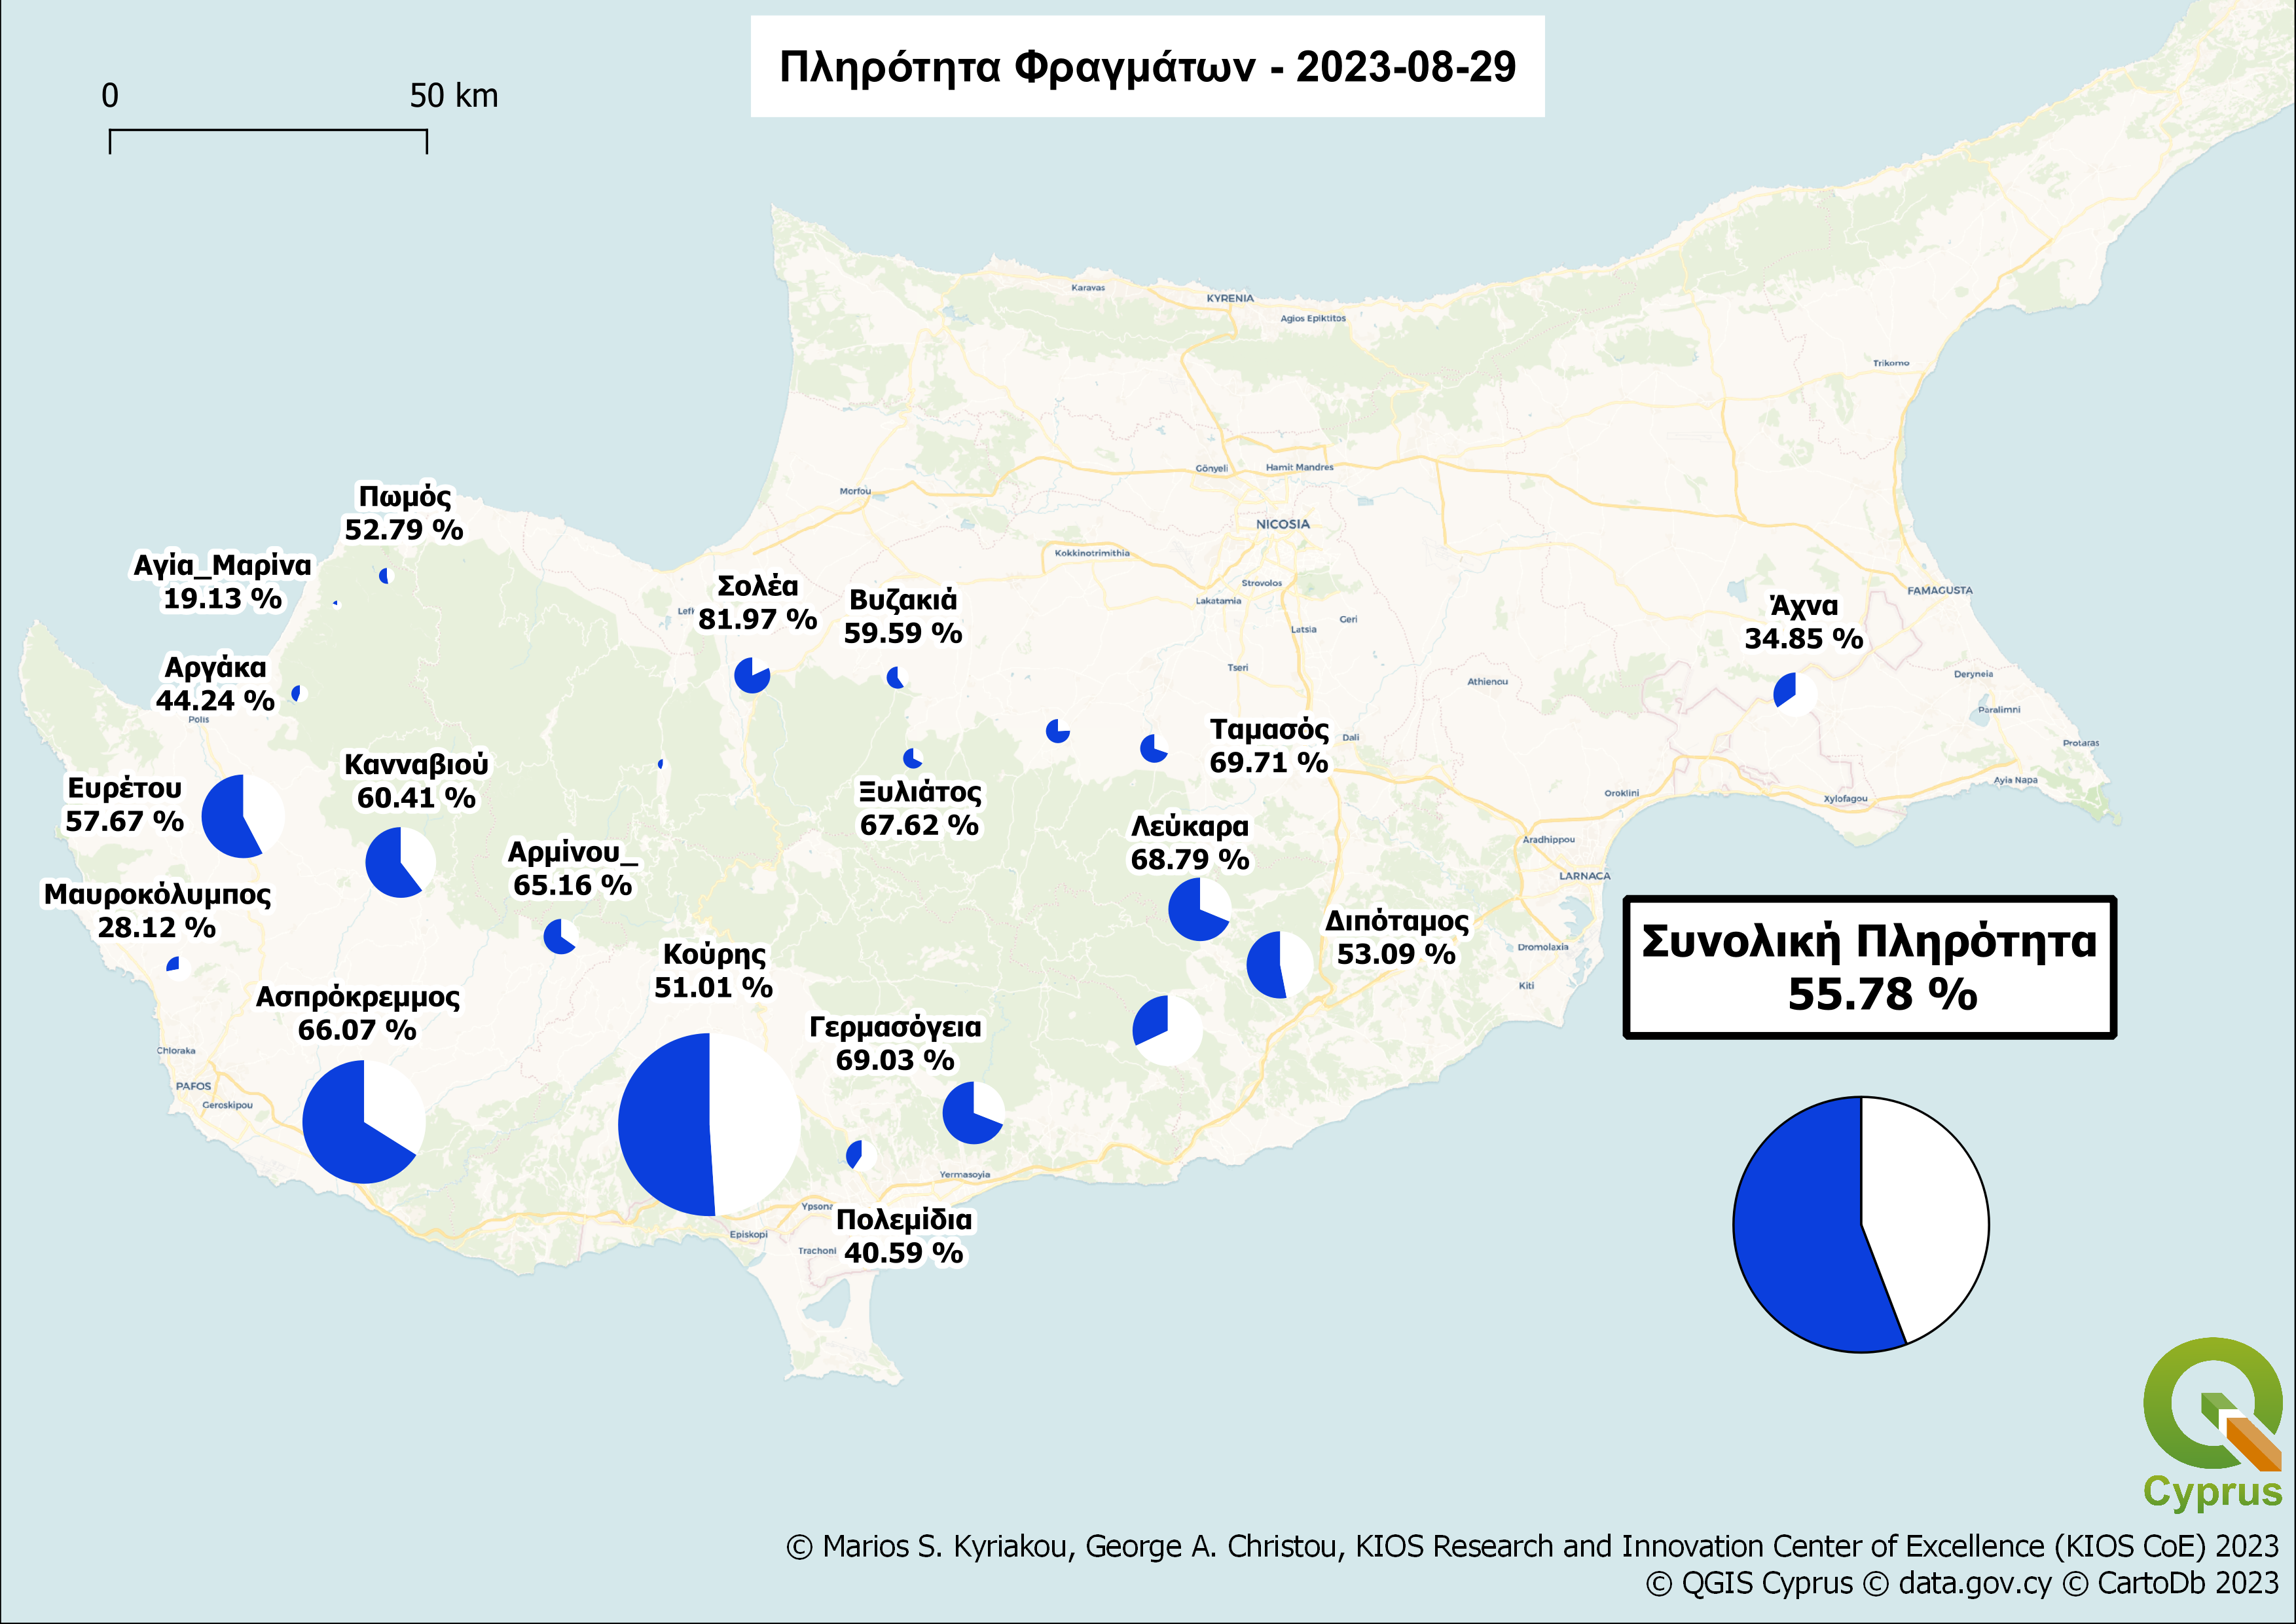 Πληρότητα Φραγμάτων - 2023-08-29
0 50 km
Karavas
KYRENIA
Agios Epiktitos
Trikomo
Gönyeli
Hamit Mandres
Morfou
NICOSIA
Kokkinotrimithia
Strovolos
Lakatamia
Latsia
Geri
Tseri
Lefk
FAMAGUSTA
Πωμός
52.79 %
Αγία_Μαρίνα
19.13 %
Σολέα
81.97 %
Βυζακιά
59.59 %
Άχνα
34.85 %
Αργάκα
44.24 %
Polis
Athienou
Deryneia
Paralimni
Protaras
Ayia Napa
Xylofagou
Oroklini
Dali
Ταμασός
69.71 %
Ευρέτου
57.67 %
Κανναβιού
60.41 %
Ξυλιάτος
67.62 %
Λεύκαρα
68.79 %
Aradhippou
LARNACA
Αρμίνου_
65.16 %
Μαυροκόλυμπος
28.12 %
Διπόταμος
53.09 %
Dromolaxia
Kiti
Κούρης
51.01 %
Συνολική Πληρότητα
55.78 %
Ασπρόκρεμμος
66.07 %
Γερμασόγεια
69.03 %
Chloraka
PAFOS
Geroskipou
Yermasoyia
Ypsona
Episkopi
Trachoni
Πολεμίδια
40.59 %
Cyprus
© Marios S. Kyriakou, George A. Christou, KIOS Research and Innovation Center of Excellence (KIOS CoE) 2023
© QGIS Cyprus © data.gov.cy © CartoDb 2023